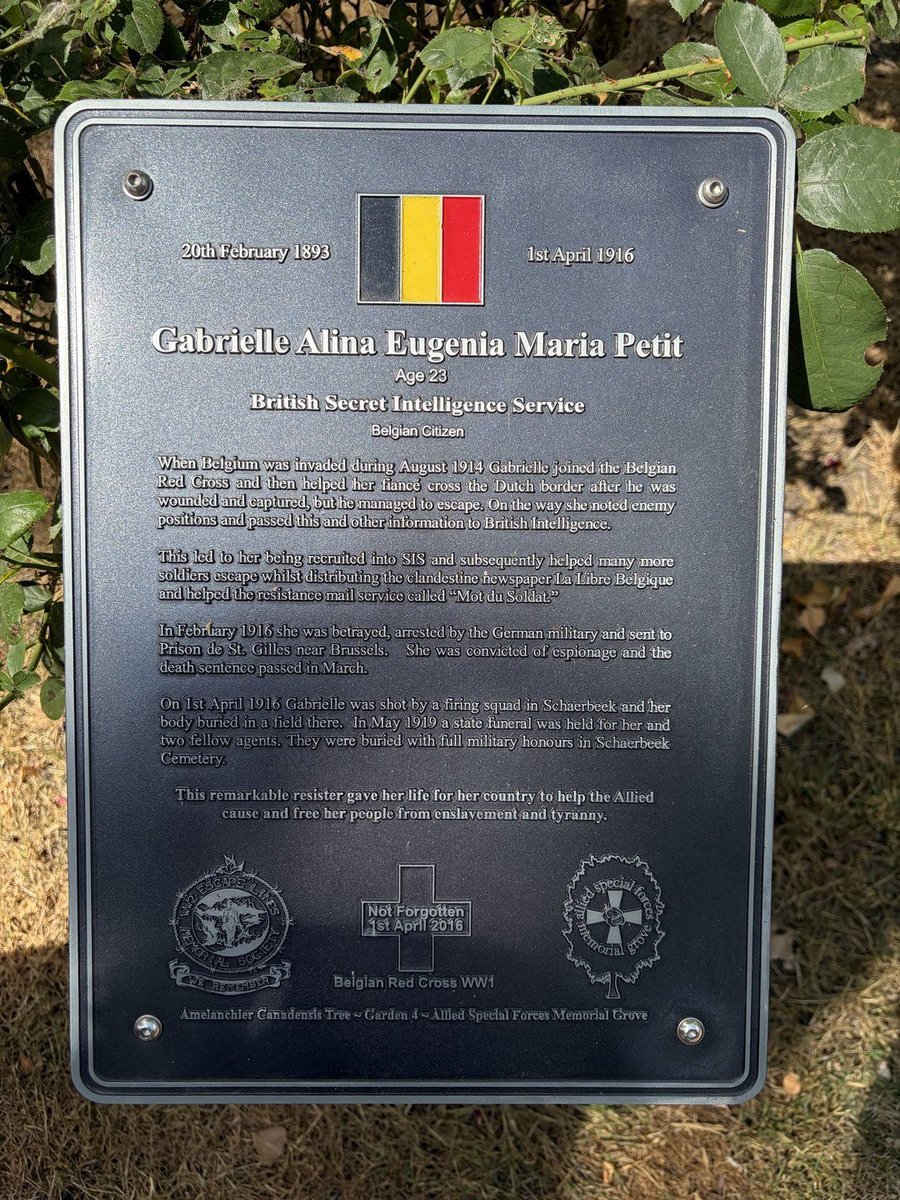 20th February 1893
1st April 1916
Gabrielle Alina Eugenia Maria Petit
Age 23
British Secret Intelligence Service
Belgian Citizen
When Belgium was invaded during August 1914 Gabrielle joined the Belgian
Red Cross and then helped her fiancé cross the Dutch border after he was
wounded and captured, but he managed to escape. On the way she noted enemy
positions and passed this and other information to British Intelligence.
This led to her being recruited into SIS and subsequently helped many more
soldiers escape whilst distributing the clandestine newspaper La Libre Belgique
and helped the resistance mail service called “Mot du Soldat.”
In February 1916 she was betrayed, arrested by the German military and sent to
Prison de St. Gilles near Brussels. She was convicted of espionage and the
death sentence passed in March.
On 1st April 1916 Gabrielle was shot by a firing squad in Schaerbeek and her
body buried in a field there. In May 1919 a state funeral was held for her and
two fellow agents. They were buried with full military honours in Schaerbeek
Cemetery.
This remarkable resister gave her life for her country to help the Allied
cause and free her people from enslavement and tyranny.
WW2 ESCAPE LINES
MEMORIAL SOCIETY
WE REMEMBER
Not Forgotten
1st April 2016
Belgian Red Cross WW1
allied special forces
memorial grove
Amelanchier Canadensis Tree ~ Garden 4 ~ Allied Special Forces Memorial Grove